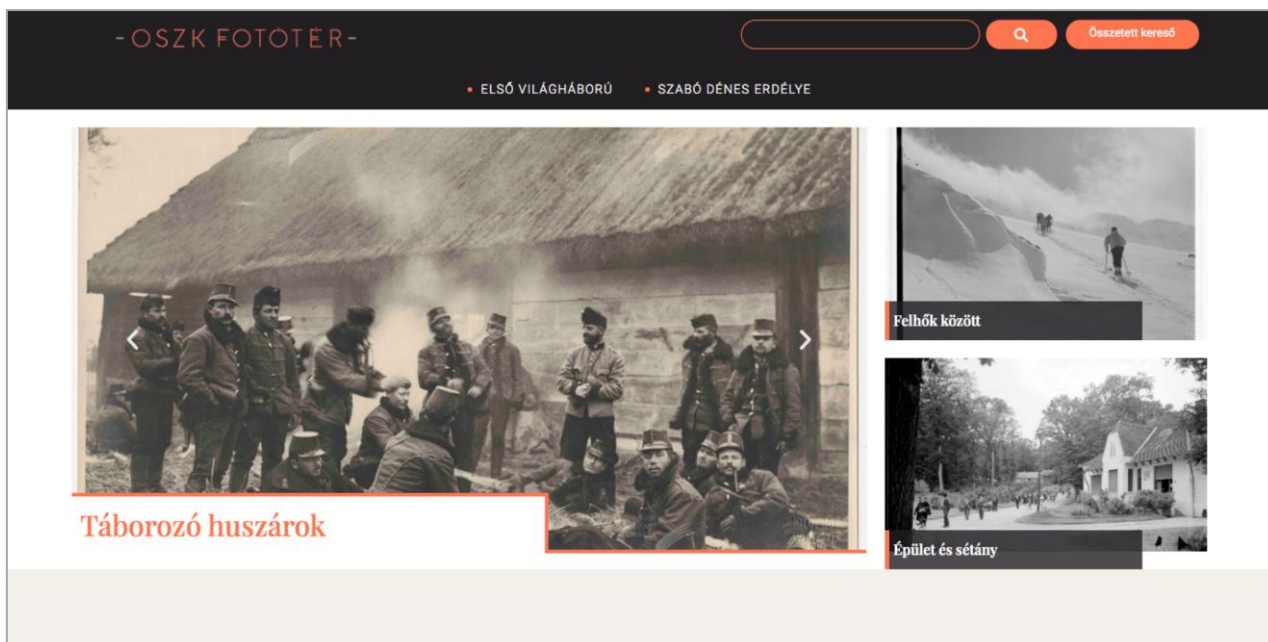 -OSZK FOTÓTÉR-
Összetett kereső
• ELSŐ VILÁGHÁBORÚ • SZABÓ DÉNES ERDÉLYE
Felhők között
Táborozó huszárok
Épület és sétány